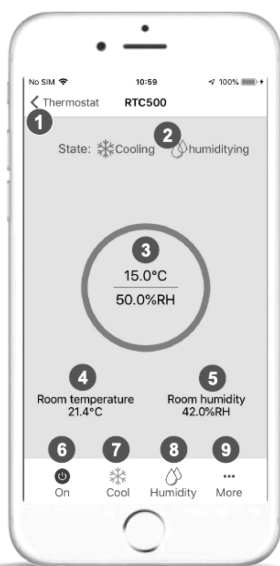 No SIM 10:59 100%
Thermostat RTC500
1
2
State: Cooling humiditying
3
15.0°C
50.0%RH
4 5
Room temperature Room humidity
21.4°C 42.0%RH
6 7 8 9
On Cool Humidity More